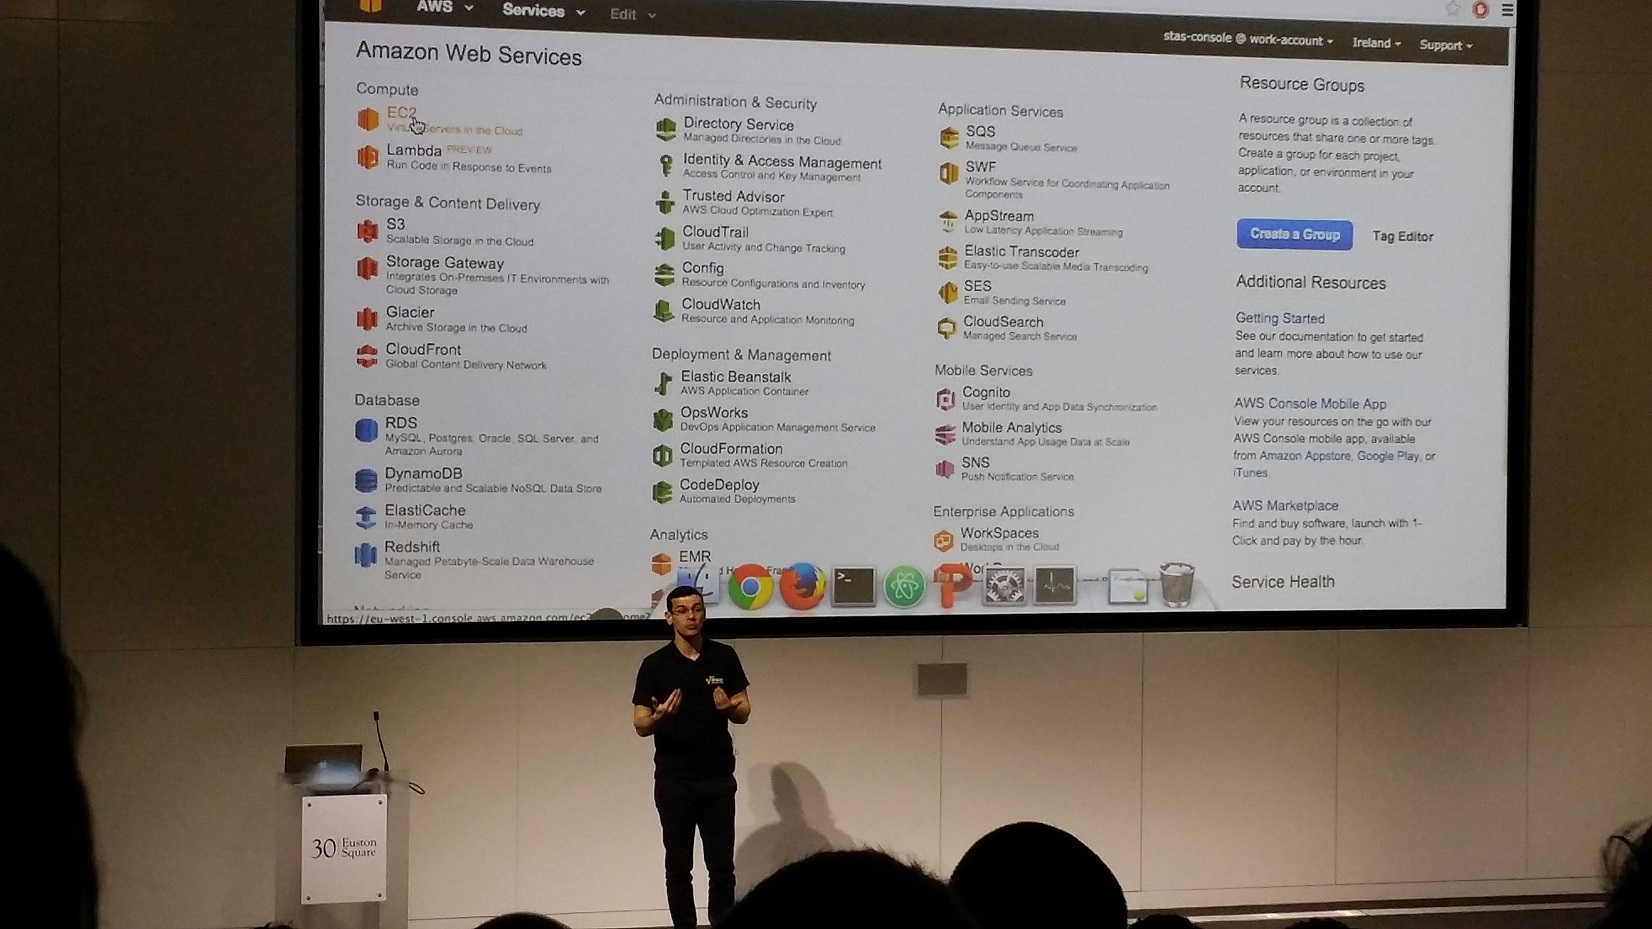 AWS
Services
Edit
stas-console @ work-account
Ireland
Support
Amazon Web Services
Compute
EC2
Virtual Servers in the Cloud
Lambda PREVIEW
Run Code in Response to Events
Storage & Content Delivery
S3
Scalable Storage in the Cloud
Storage Gateway
Integrates On-Premises IT Environments with
Cloud Storage
Glacier
Archive Storage in the Cloud
CloudFront
Global Content Delivery Network
Database
RDS
MySQL, Postgres, Oracle, SQL Server, and
Amazon Aurora
DynamoDB
Predictable and Scalable NoSQL Data Store
ElastiCache
In-Memory Cache
Redshift
Managed Petabyte-Scale Data Warehouse
Service
Administration & Security
Directory Service
Managed Directories in the Cloud
Identity & Access Management
Access Control and Key Management
Trusted Advisor
AWS Cloud Optimization Expert
CloudTrail
User Activity and Change Tracking
Config
Resource Configurations and Inventory
CloudWatch
Resource and Application Monitoring
Deployment & Management
Elastic Beanstalk
AWS Application Container
OpsWorks
DevOps Application Management Service
CloudFormation
Templated AWS Resource Creation
CodeDeploy
Automated Deployments
Analytics
EMR
Application Services
SQS
Message Queue Service
SWF
Workflow Service for Coordinating Application
Components
AppStream
Low Latency Application Streaming
Elastic Transcoder
Easy-to-use Scalable Media Transcoding
SES
Email Sending Service
CloudSearch
Managed Search Service
Mobile Services
Cognito
User Identity and App Data Synchronization
Mobile Analytics
Understand App Usage Data at Scale
SNS
Push Notification Service
Enterprise Applications
WorkSpaces
Desktops in the Cloud
Resource Groups
A resource group is a collection of
resources that share one or more tags.
Create a group for each project,
application, or environment in your
account.
Create a Group
Tag Editor
Additional Resources
Getting Started
See our documentation to get started
and learn more about how to use our
services.
AWS Console Mobile App
View your resources on the go with our
AWS Console mobile app, available
from Amazon Appstore, Google Play, or
iTunes.
AWS Marketplace
Find and buy software, launch with 1-
Click and pay by the hour.
Service Health
https://eu-west-1.console.aws.amazon.com/ec2
30 Euston
Square